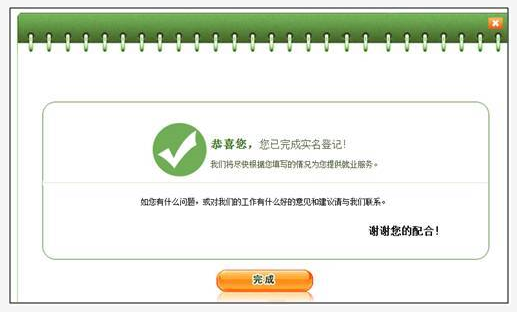 恭喜您，您已完成实名登记！
我们将尽快根据您填写的情况为您提供就业服务。
如您有什么问题，或对我们的工作有什么好的意见和建议请与我们联系。
谢谢您的配合！
完成